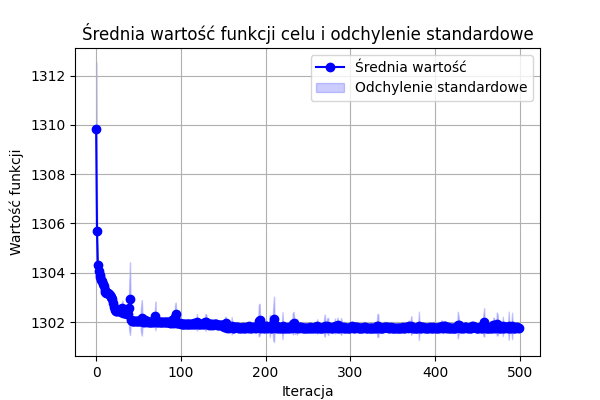 Średnia wartość funkcji celu i odchylenie standardowe
Średnia wartość
Odchylenie standardowe
Wartość funkcji
1312
1310
1308
1306
1304
1302
0 100 200 300 400 500
Iteracja